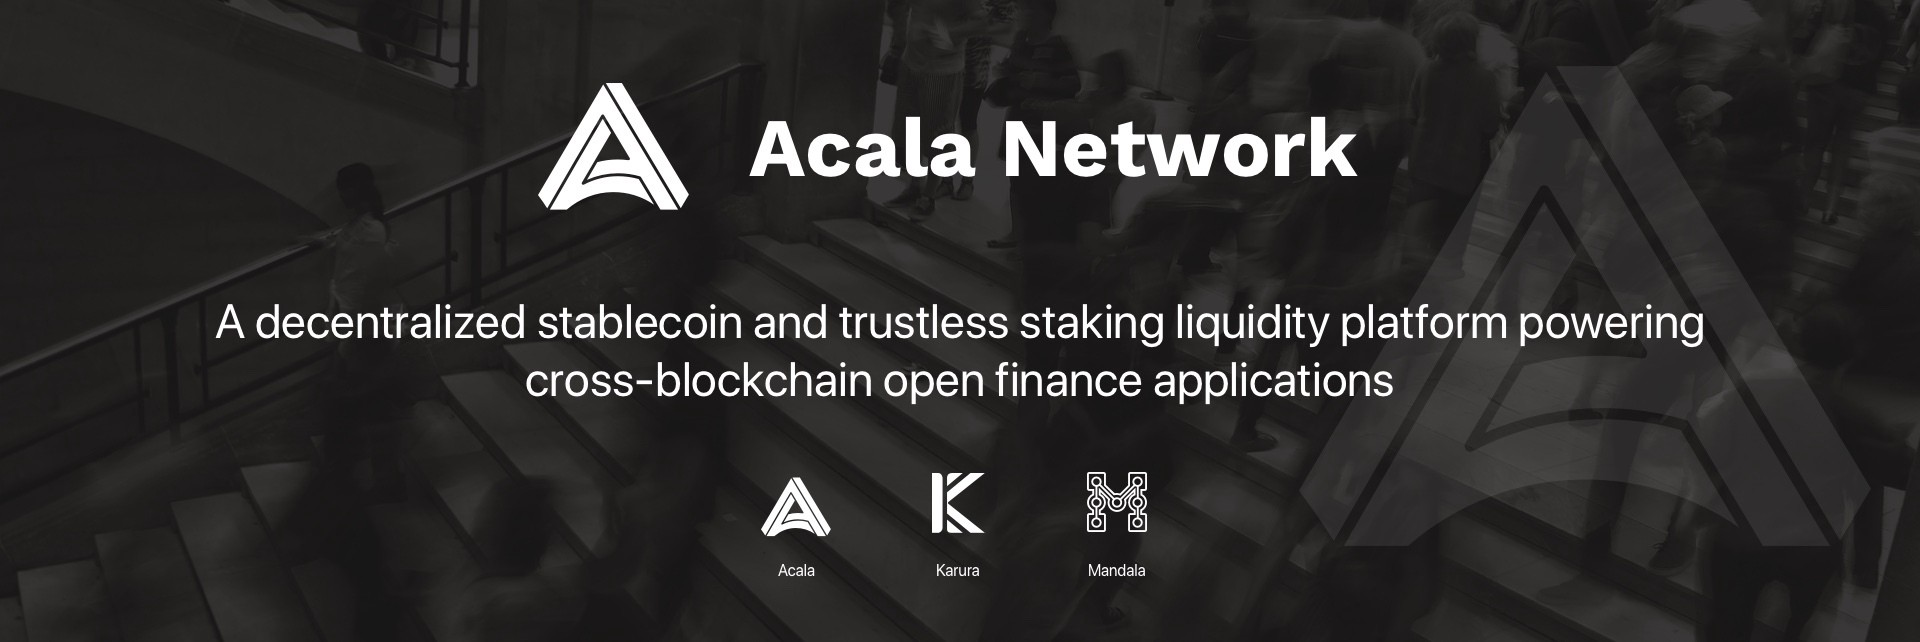 Acala Network
A decentralized stablecoin and trustless staking liquidity platform powering
cross-blockchain open finance applications
Acala
Karura
Mandala